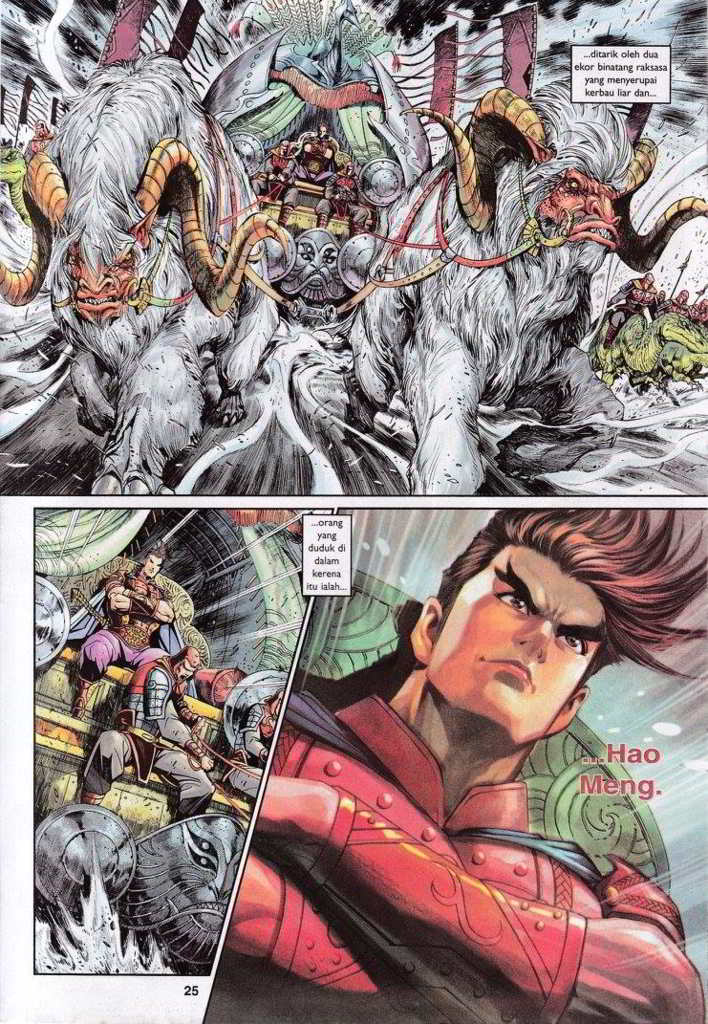 ...ditarik oleh dua
ekor binatang raksasa
yang menyerupai
kerbau liar dan...
...orang
yang
duduk di
dalam
kerena
itu ialah...
...Hao
Meng.
25